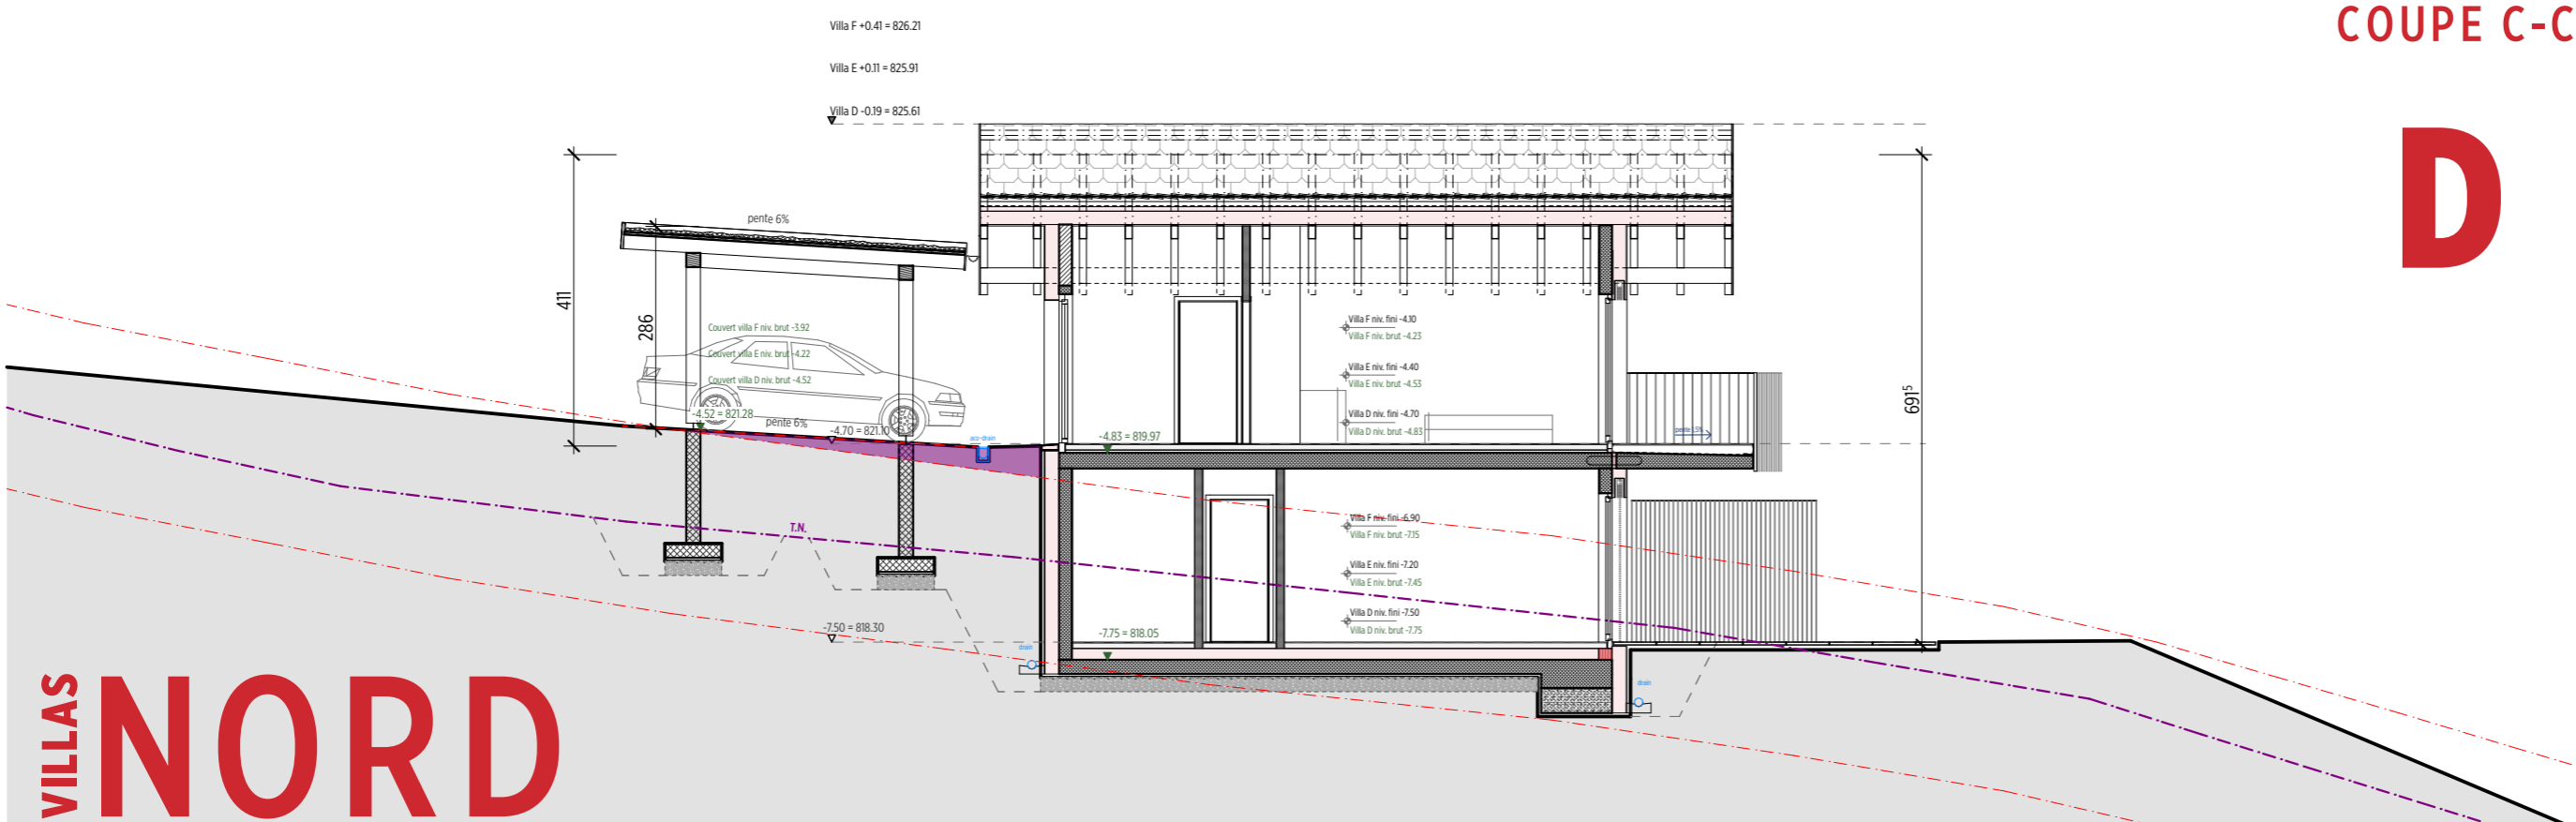 COUPE C-C
D
Villa F +0.41 = 826.21
Villa E +0.11 = 825.91
Villa D -0.19 = 825.61
pente 6%
411
286
Couvert villa F niv. brut -3.92
Couvert villa E niv. brut -4.22
Couvert villa D niv. brut -4.52
-4.52 = 821.28
pente 6%
-4.70 = 821.10
aco-drain
-4.83 = 819.97
Villa F niv. fini -4.10
Villa F niv. brut -4.23
Villa E niv. fini -4.40
Villa E niv. brut -4.53
Villa D niv. fini -4.70
Villa D niv. brut -4.83
pente 1.5%
691⁵
T.N.
Villa F niv. fini -6.90
Villa F niv. brut -7.15
Villa E niv. fini -7.20
Villa E niv. brut -7.45
Villa D niv. fini -7.50
Villa D niv. brut -7.75
-7.50 = 818.30
-7.75 = 818.05
drain
drain
VILLAS
NORD